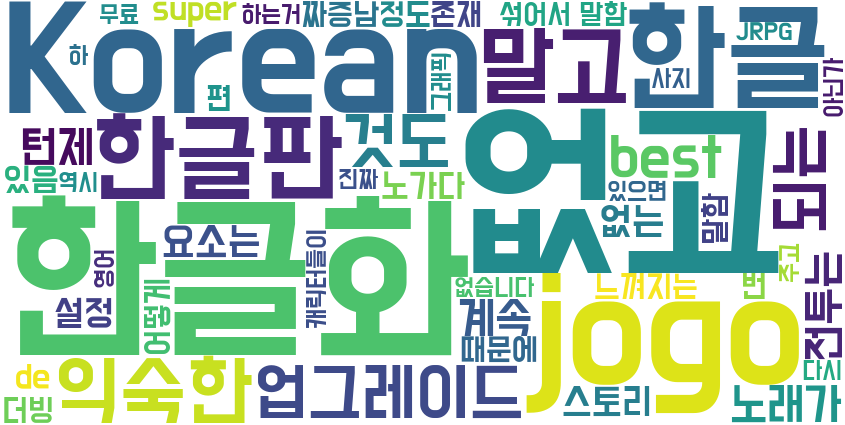 무료
super
하는거
짜증남정도
존재
섞어서 말함
JRPG
하
Korean
편
그래픽
말고
한글
사지
아닌가
턴제
한글판
것도
없고
best
되는
있음
역시
진짜
노가다
있으면
없는
말함
한글화
요소는
영어
설정
어떻게
캐릭터들이
없습니다
계속
때문에
느껴지는
번
주고
전투는
jogo
de
더빙
익숙한
업그레이드
스토리
노래가
다시